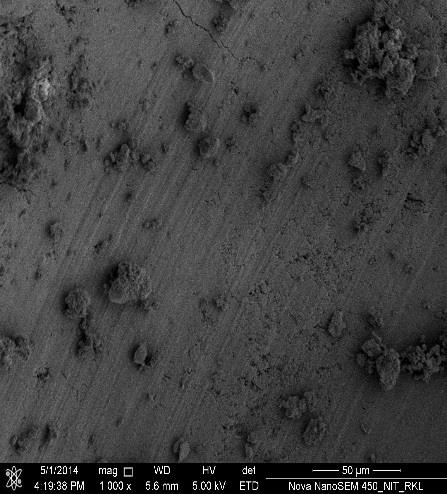 5/1/2014 mag WD HV det 50 µm
4:19:38 PM 1 000 x 5.6 mm 5.00 kV ETD Nova NanoSEM 450_NIT_RKL